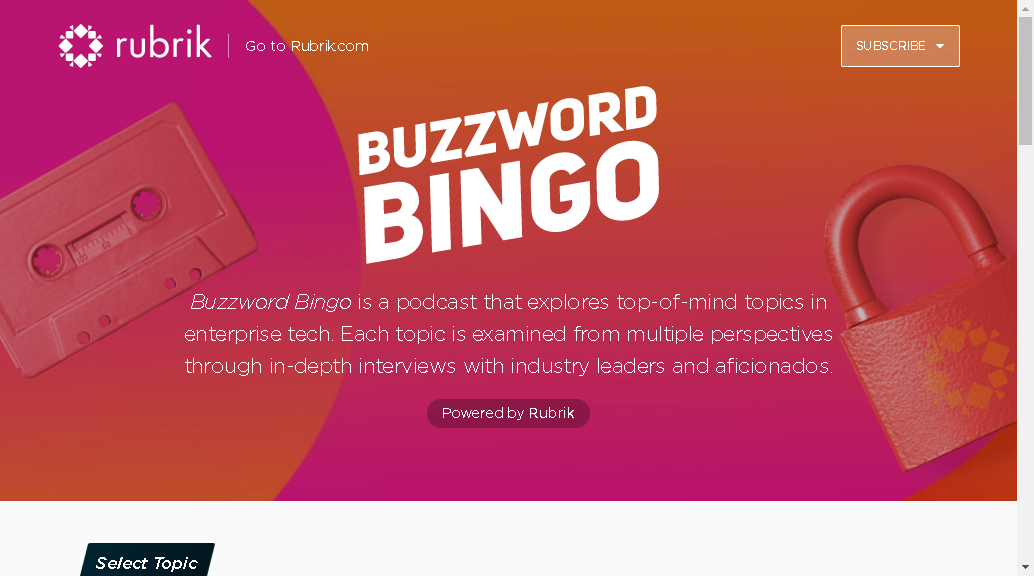 rubrik
Go to Rubrik.com
SUBSCRIBE
BUZZWORD
BINGO
Buzzword Bingo is a podcast that explores top-of-mind topics in
enterprise tech. Each topic is examined from multiple perspectives
through in-depth interviews with industry leaders and aficionados.
Powered by Rubrik
Select Topic